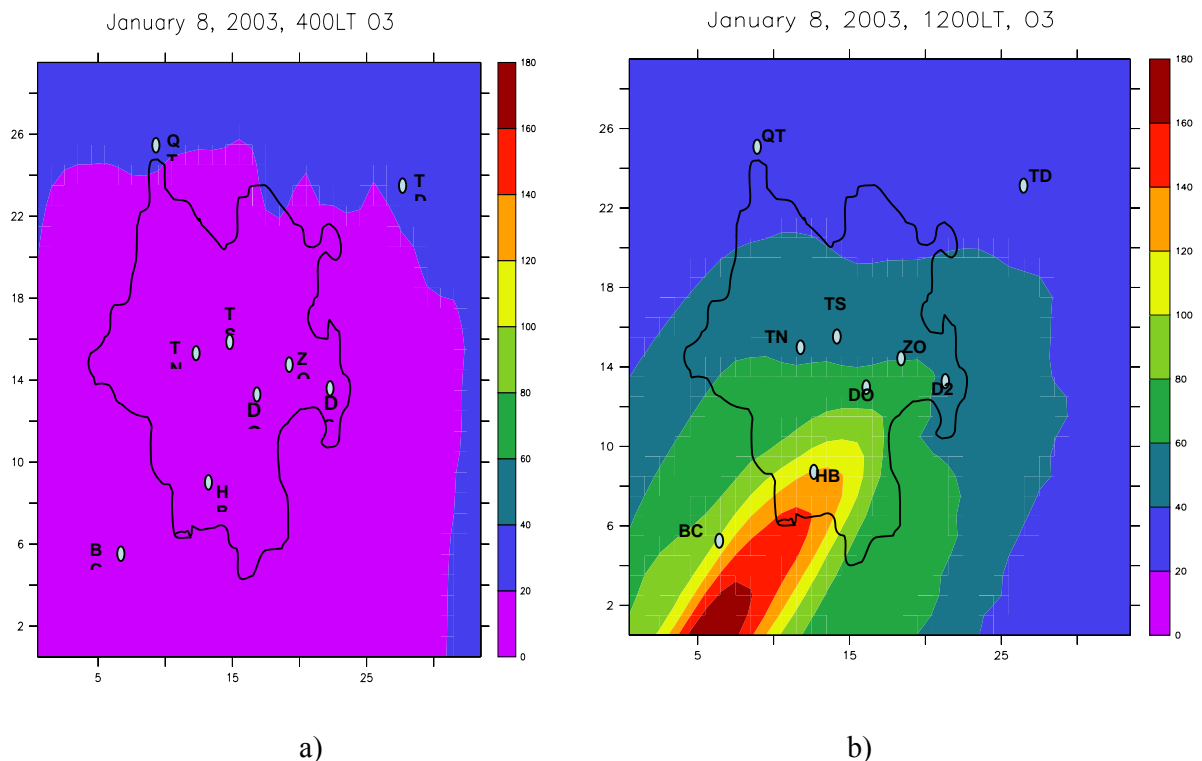 January 8, 2003, 400LT O3
January 8, 2003, 1200LT, O3
26
22
18
14
10
6
2
5
15
25
Q
T
T
D
T
S
T
N
Z
O
D
D
H
B
B
180
160
140
120
100
80
60
40
20
0
26
22
18
14
10
6
2
5
15
25
QT
TD
TS
TN
ZO
DO
D2
HB
BC
180
160
140
120
100
80
60
40
20
0
a)
b)